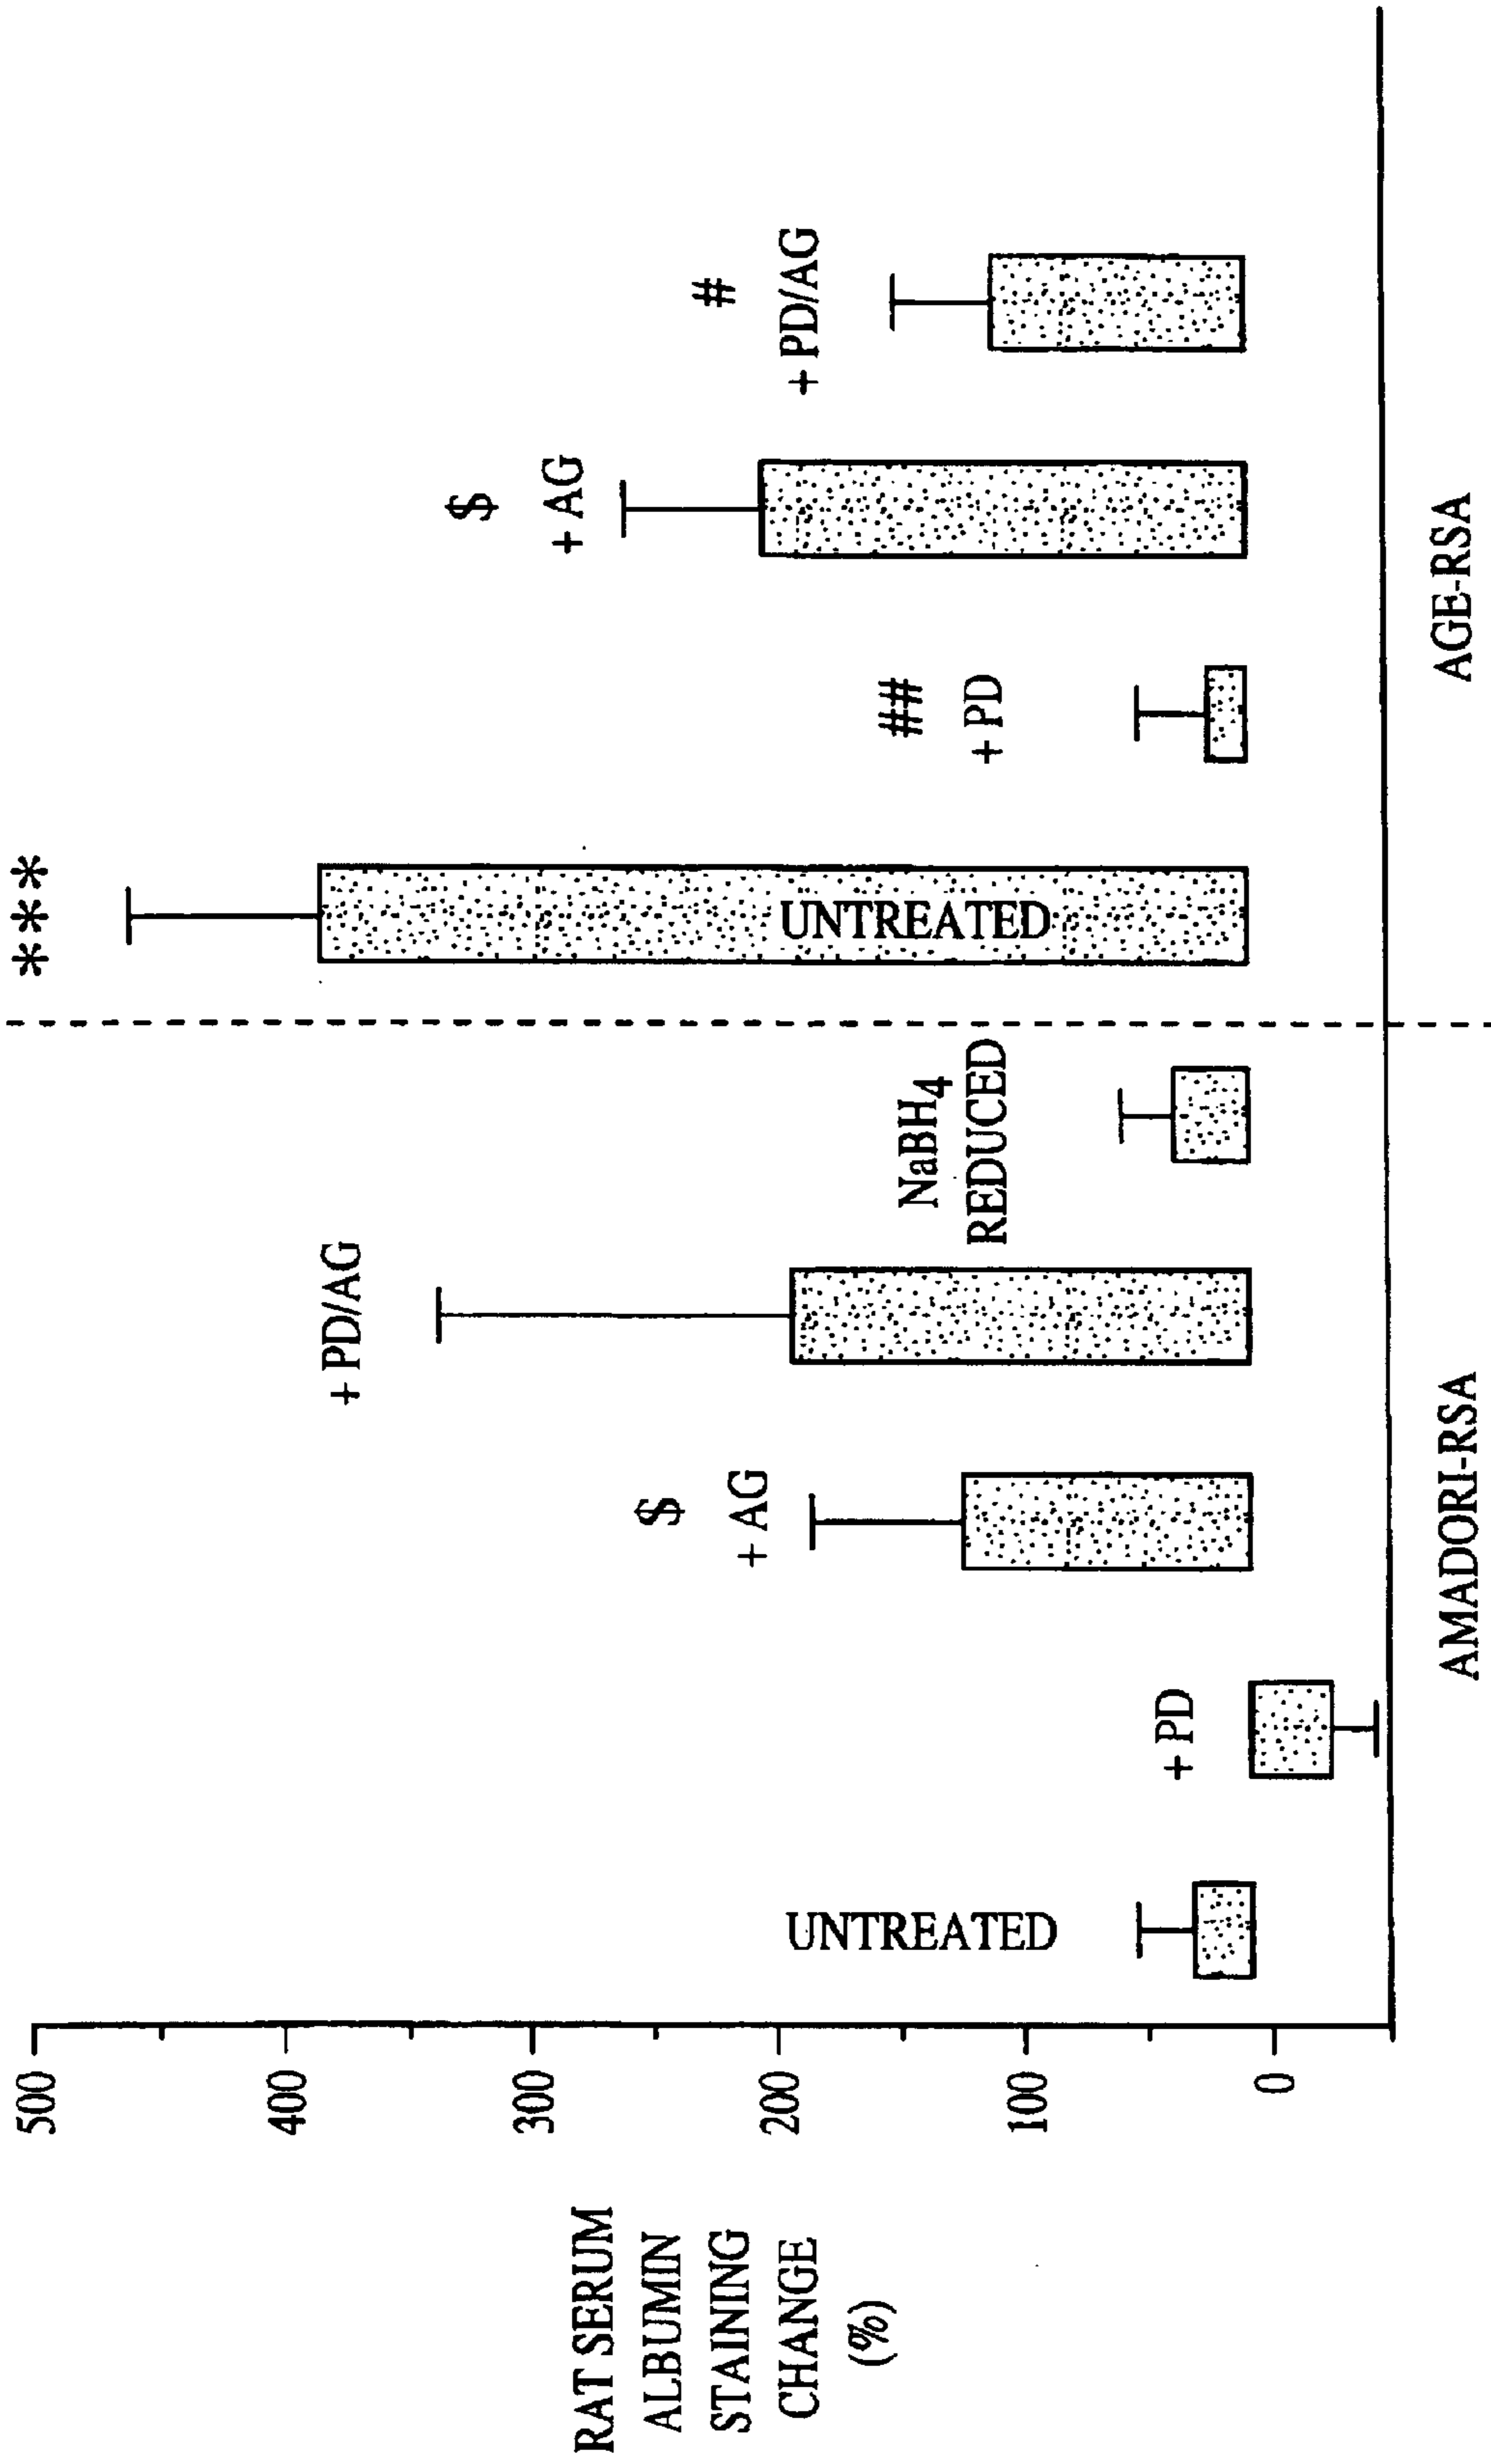 RAT SERUM
ALBUMIN
STAINING
CHANGE
(%)
500
400
300
200
100
0
UNTREATED
+ PD
$
+ AG
+ PD/AG
NaBH4
REDUCED
***
UNTREATED
##
+ PD
$
+ AG
#
+ PD/AG
AMADORI-RSA
AGE-RSA